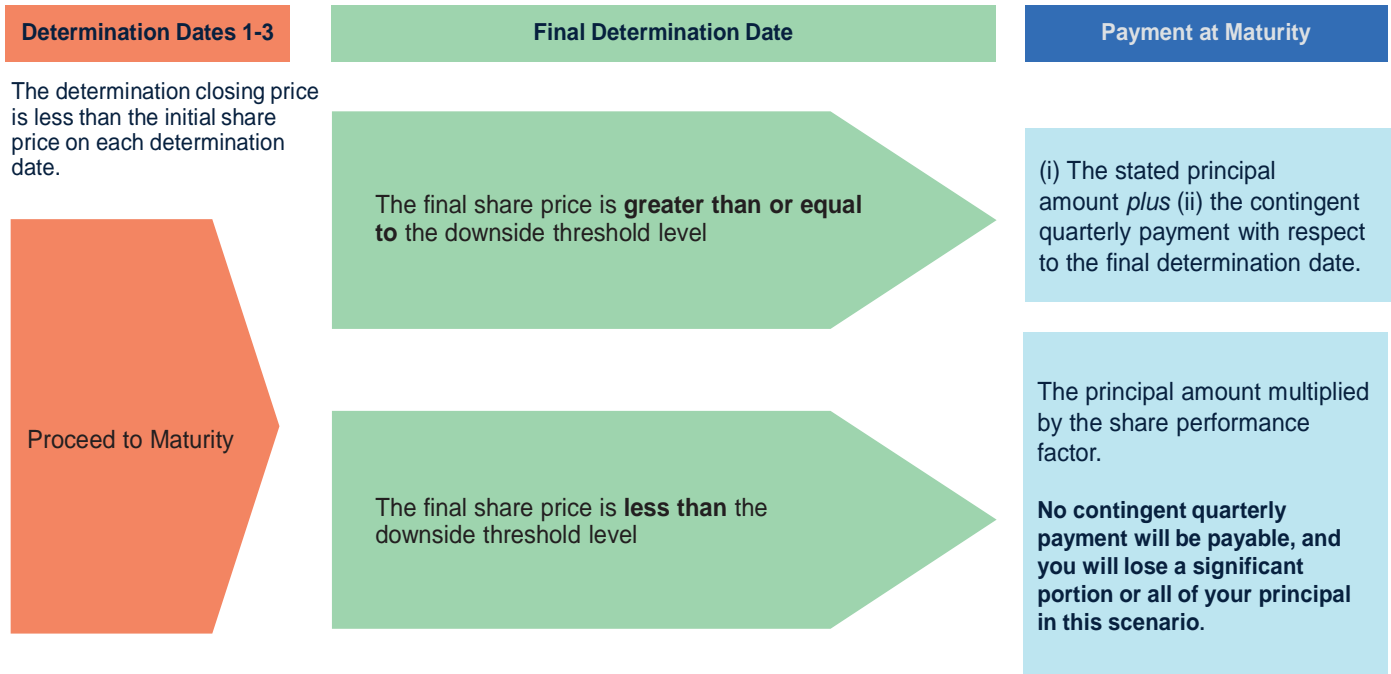 Determination Dates 1-3
Final Determination Date
Payment at Maturity
The determination closing price
is less than the initial share
price on each determination
date.
Proceed to Maturity
The final share price is greater than or equal
to the downside threshold level
(i) The stated principal
amount plus (ii) the contingent
quarterly payment with respect
to the final determination date.
The final share price is less than the
downside threshold level
The principal amount multiplied
by the share performance
factor.
No contingent quarterly
payment will be payable, and
you will lose a significant
portion or all of your principal
in this scenario.